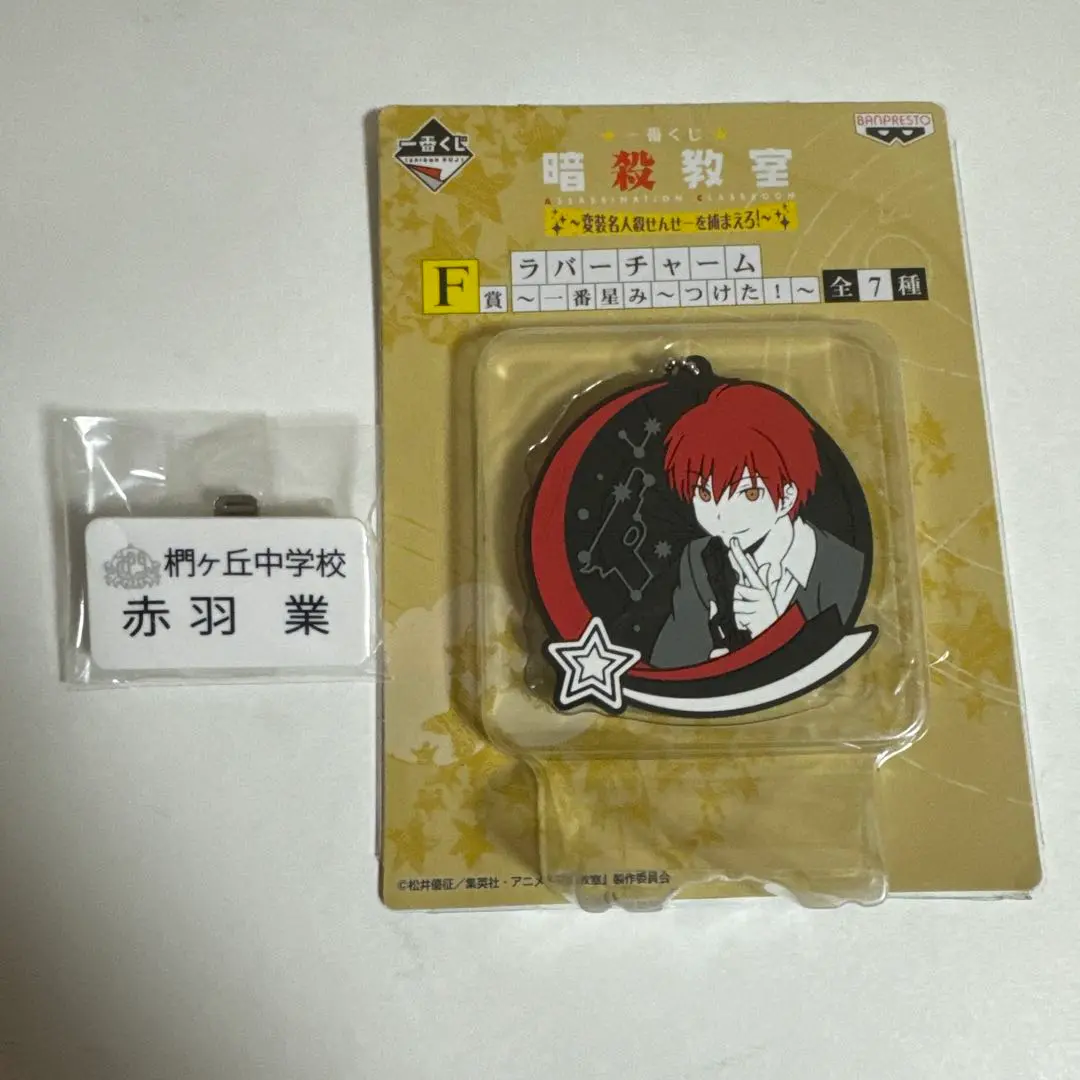 一番くじ
Ichiban KUJI
BANPRESTO
一番くじ
暗殺教室
ASSASSINATION CLASSROOM
~変装名人殺せんせーを捕まえろ!~
F賞
ラバーチャーム
~一番星み~つけた!~
全7種
椚ヶ丘中学校
赤羽 業
©松井優征/集英社・アニメ 教室」製作委員会